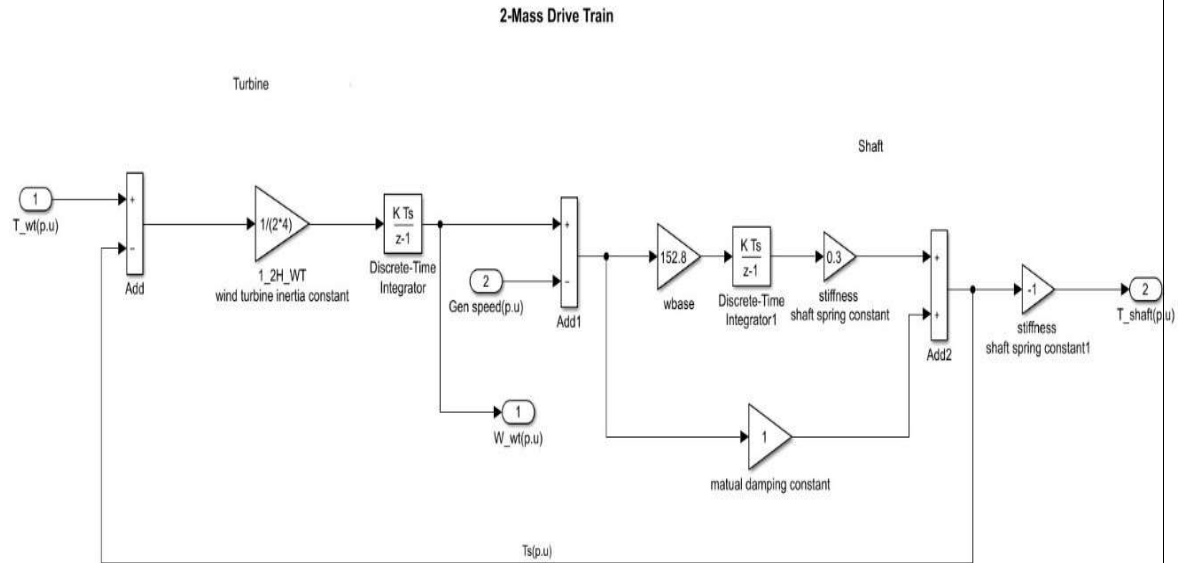 2-Mass Drive Train
Turbine
Shaft
1
T_wt(p.u)
+
-
Add
1/(2*4)
1_2H_WT
wind turbine inertia constant
K Ts
z-1
Discrete-Time
Integrator
2
Gen speed(p.u)
+
-
Add1
1
W_wt(p.u)
152.8
wbase
K Ts
z-1
Discrete-Time
Integrator1
0.3
stiffness
shaft spring constant
1
matual damping constant
+
+
Add2
-1
stiffness
shaft spring constant1
2
T_shaft(p.u)
Ts(p.u)